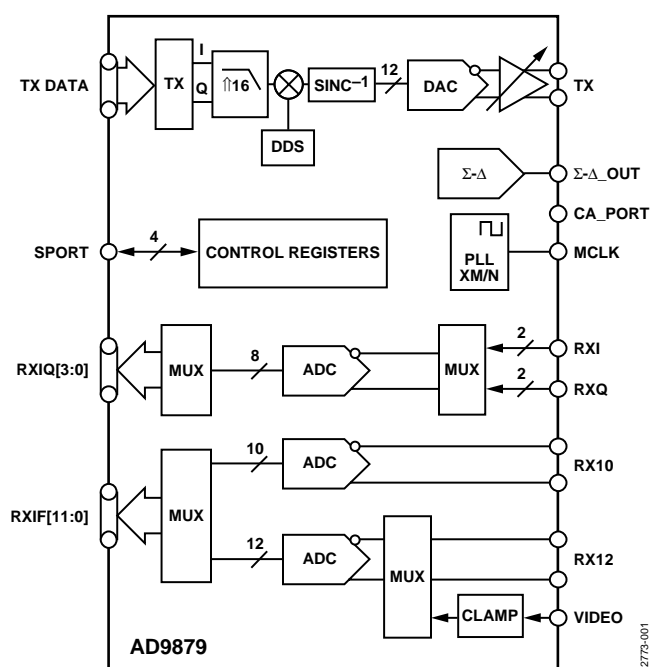 TX DATA
TX
I
Q
⇑16
DDS
SINC–1
12
DAC
TX
Σ-Δ
Σ-Δ_OUT
CA_PORT
SPORT
4
CONTROL REGISTERS
PLL
XM/N
MCLK
RXIQ[3:0]
MUX
8
ADC
MUX
2
RXI
2
RXQ
RXIF[11:0]
MUX
10
ADC
RX10
12
ADC
MUX
RX12
CLAMP
VIDEO
AD9879
2773-001